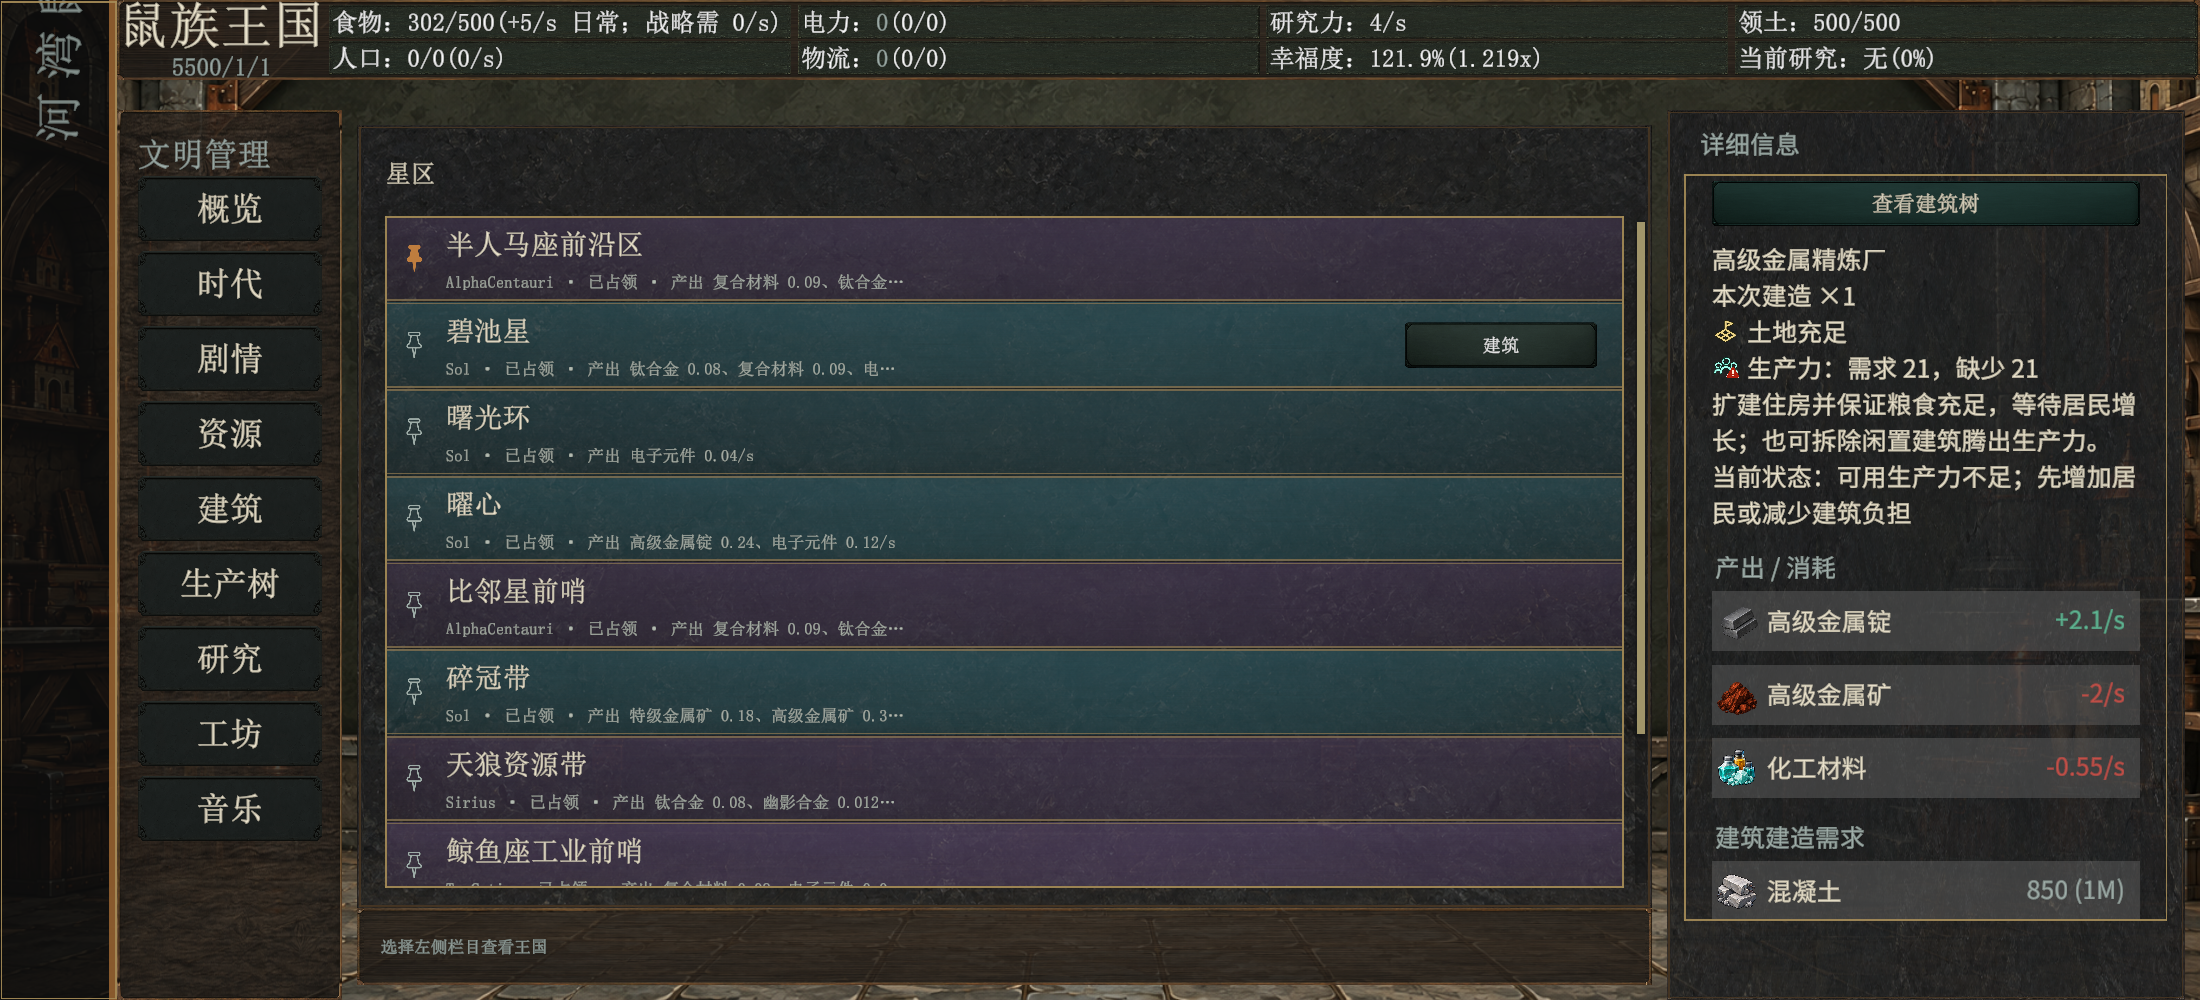 河湾鼠
鼠族王国
5500/1/1
食物：302/500(+5/s 日常；战略需 0/s)
人口：0/0(0/s)
电力：0(0/0)
物流：0(0/0)
研究力：4/s
幸福度：121.9%(1.219x)
领土：500/500
当前研究：无(0%)
文明管理
概览
时代
剧情
资源
建筑
生产树
研究
工坊
音乐
星区
半人马座前沿区
AlphaCentauri • 已占领 • 产出 复合材料 0.09、钛合金…
碧池星
Sol • 已占领 • 产出 钛合金 0.08、复合材料 0.09、电…
建筑
曙光环
Sol • 已占领 • 产出 电子元件 0.04/s
曜心
Sol • 已占领 • 产出 高级金属锭 0.24、电子元件 0.12/s
比邻星前哨
AlphaCentauri • 已占领 • 产出 复合材料 0.09、钛合金…
碎冠带
Sol • 已占领 • 产出 特级金属矿 0.18、高级金属矿 0.3…
天狼资源带
Sirius • 已占领 • 产出 钛合金 0.08、幽影合金 0.012…
鲸鱼座工业前哨
选择左侧栏目查看王国
详细信息
查看建筑树
高级金属精炼厂
本次建造 ×1
土地充足
生产力：需求 21，缺少 21
扩建住房并保证粮食充足，等待居民增
长；也可拆除闲置建筑腾出生产力。
当前状态：可用生产力不足；先增加居
民或减少建筑负担
产出 / 消耗
高级金属锭 +2.1/s
高级金属矿 -2/s
化工材料 -0.55/s
建筑建造需求
混凝土 850 (1M)